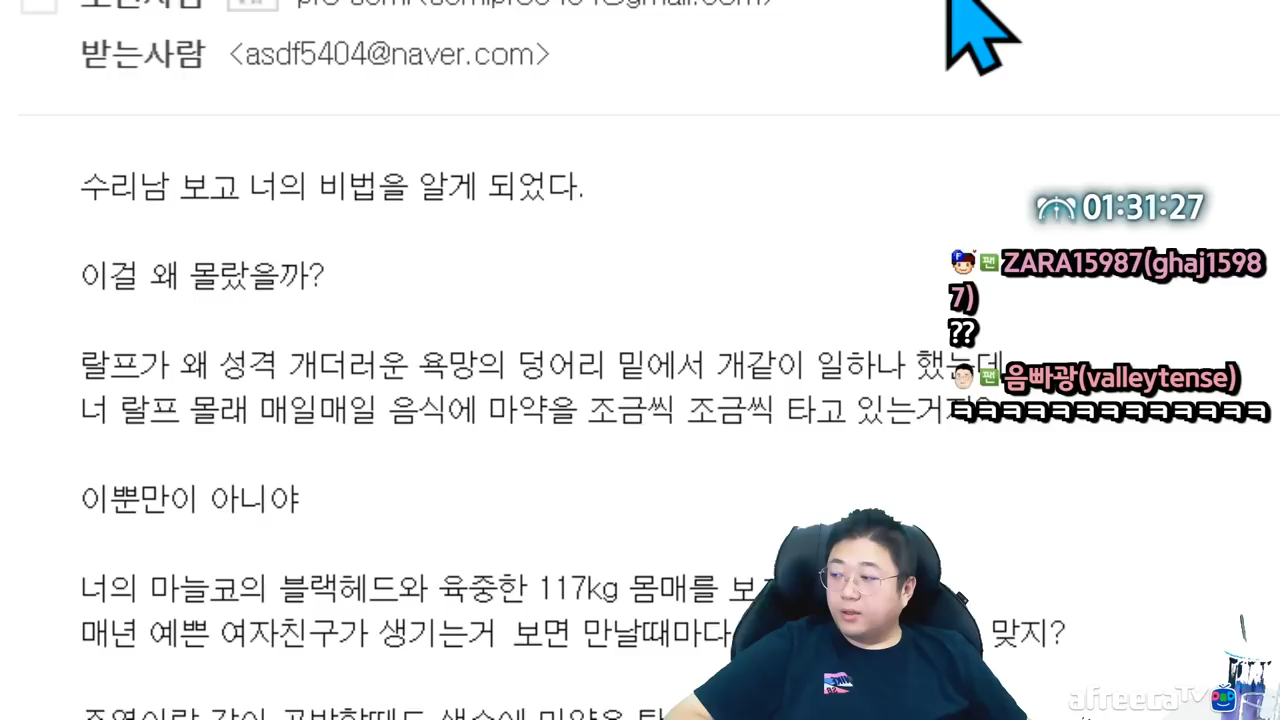 받는사람 <asdf5404@naver.com>
수리남 보고 너의 비법을 알게 되었다.
이걸 왜 몰랐을까?
랄프가 왜 성격 개더러운 욕망의 덩어리 밑에서 개같이 일하나 했는데
너 랄프 몰래 매일매일 음식에 마약을 조금씩 조금씩 타고 있는거지?
이뿐만이 아니야
너의 마늘코의 블랙헤드와 육중한 117kg 몸매를
매년 예쁜 여자친구가 생기는거 보면 만날때마다 맞지?
01:31:27
팬 ZARA15987(ghaj1598
7)
??
팬 음빠광(valleytense)
ㅋㅋㅋㅋㅋㅋㅋㅋㅋㅋㅋㅋㅋ
afreecaTV